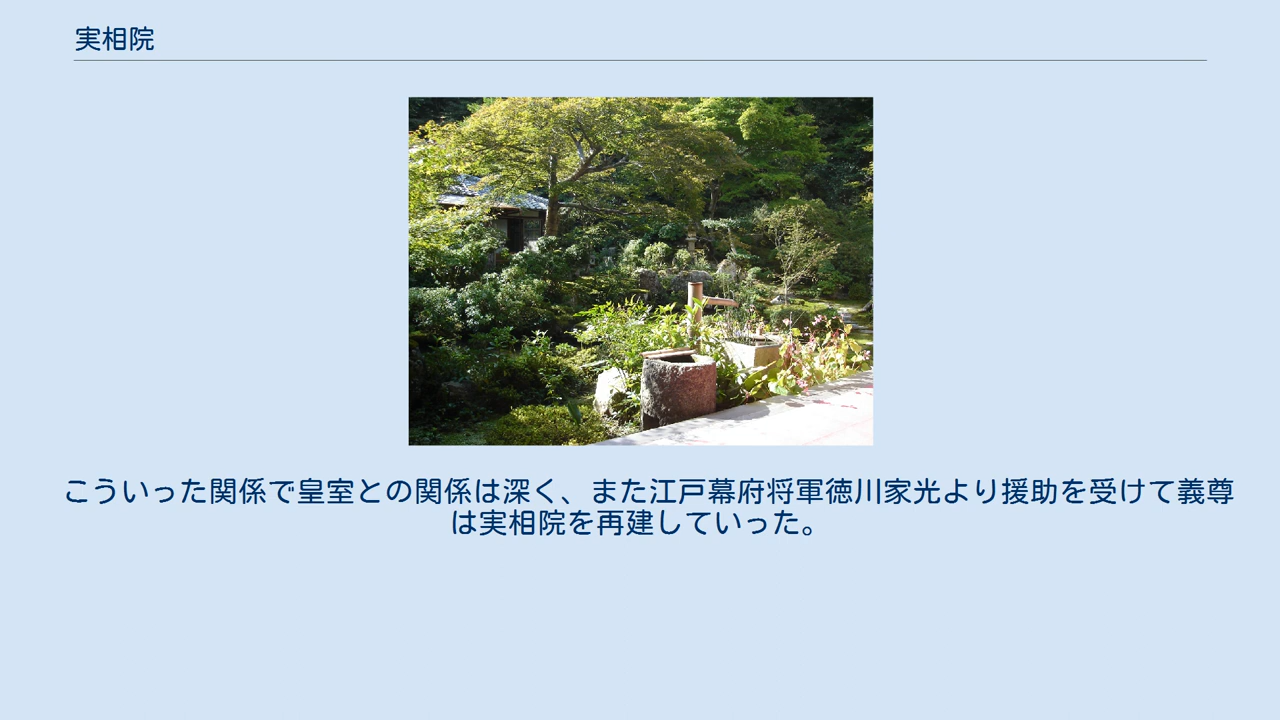 実相院
こういった関係で皇室との関係は深く、また江戸幕府将軍徳川家光より援助を受けて義尊
は実相院を再建していった。